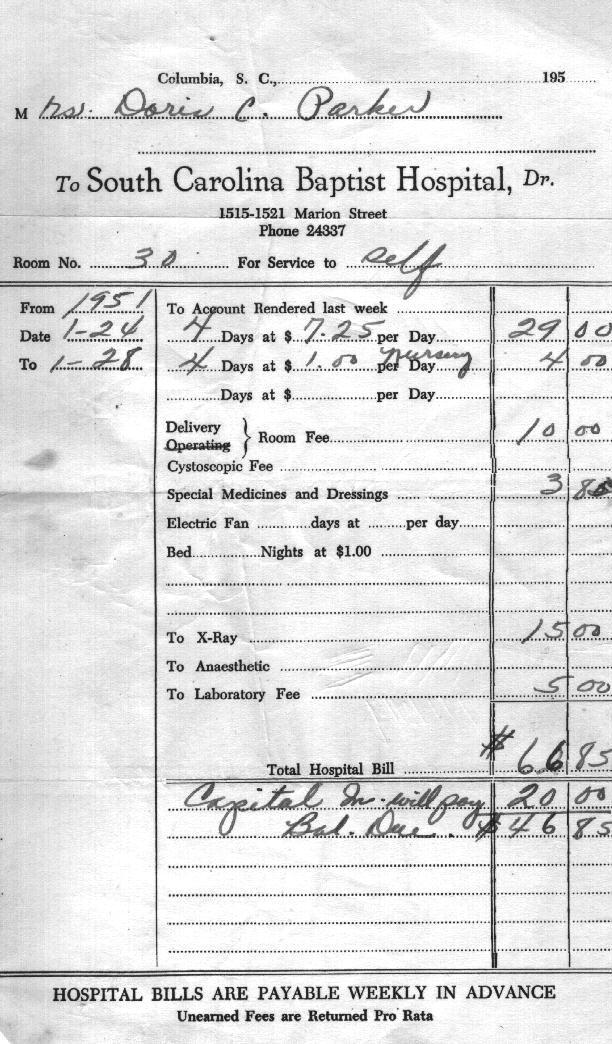 Columbia, S. C., 195
Mrs. Doris C. Parker
To South Carolina Baptist Hospital, Dr.
1515-1521 Marion Street
Phone 24337
Room No. 30 For Service to self
From 1951 To Account Rendered last week
Date 1-24 4 Days at $ 7.25 per Day 29 00
To 1-28 4 Days at $ 1.00 nursery per Day 4 00
Days at $ per Day
Delivery
Operating } Room Fee 10 00
Cystoscopic Fee
Special Medicines and Dressings 3 85
Electric Fan days at per day
Bed Nights at $1.00
To X-Ray 15 00
To Anaesthetic
To Laboratory Fee 5 00
Total Hospital Bill $ 66 85
Capital In. will pay 20 00
Bal. Due. $ 46 85
HOSPITAL BILLS ARE PAYABLE WEEKLY IN ADVANCE
Unearned Fees are Returned Pro Rata